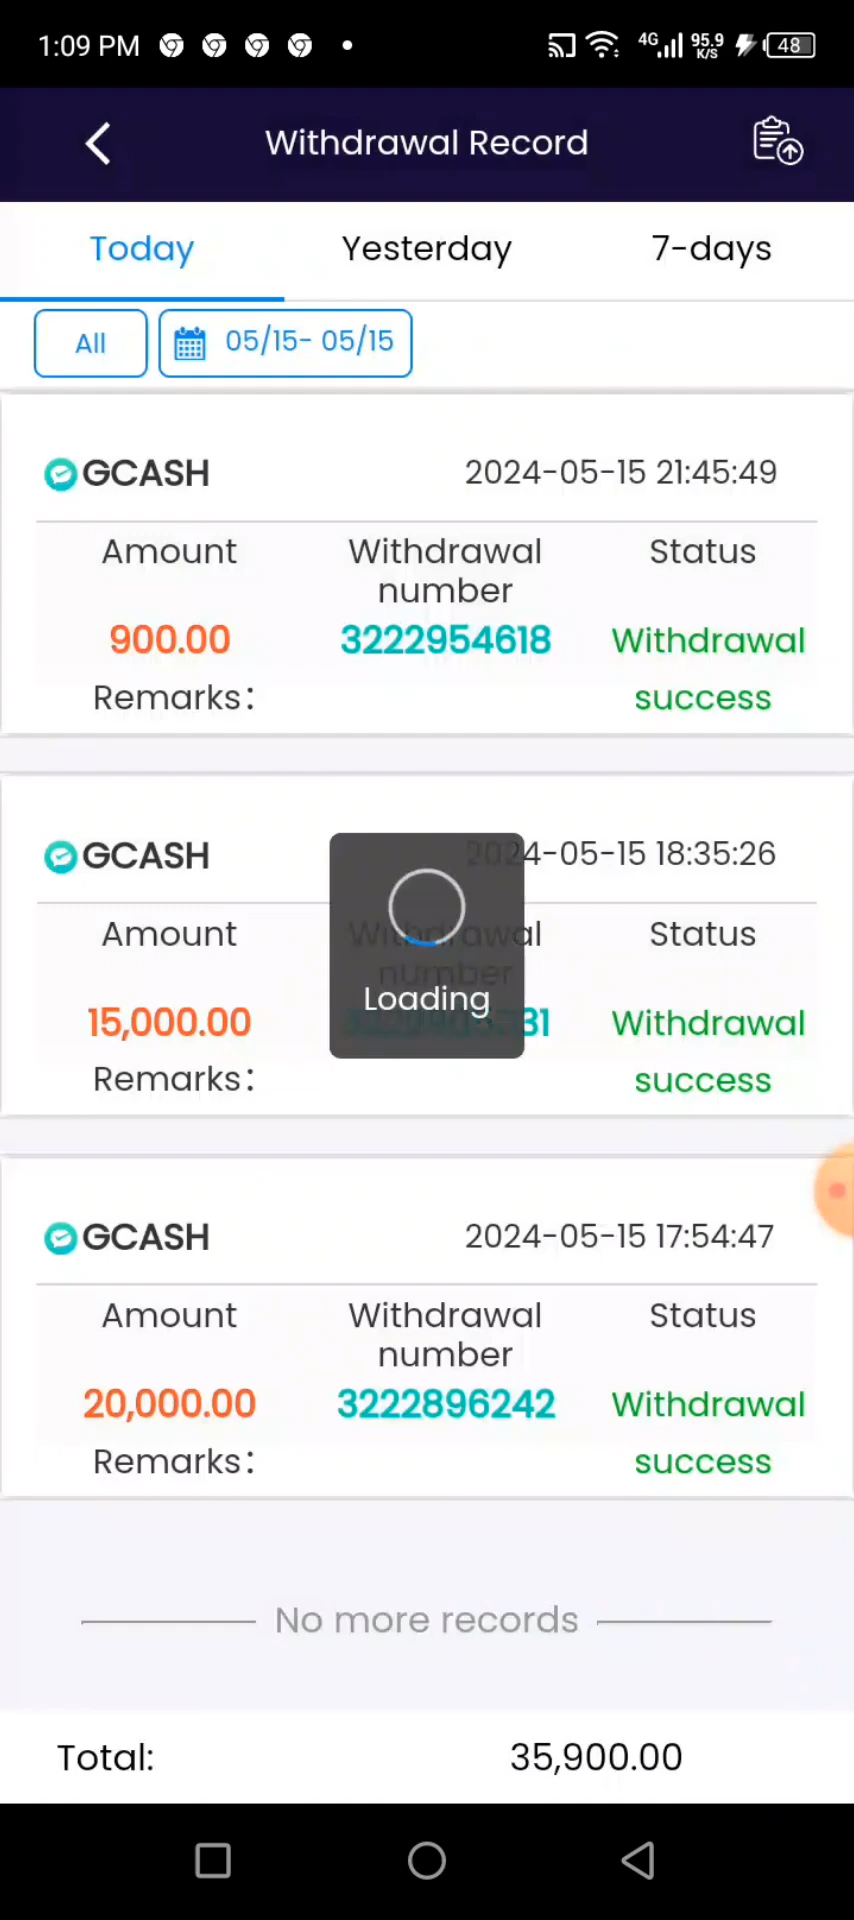 1:09 PM 4G 95.9 K/S 48
Withdrawal Record
Today Yesterday 7-days
All 05/15- 05/15
GCASH 2024-05-15 21:45:49
Amount Withdrawal number Status
900.00 3222954618 Withdrawal success
Remarks:
GCASH 2024-05-15 18:35:26
Amount Withdrawal number Status
15,000.00 Withdrawal success
Remarks:
Loading
GCASH 2024-05-15 17:54:47
Amount Withdrawal number Status
20,000.00 3222896242 Withdrawal success
Remarks:
No more records
Total: 35,900.00